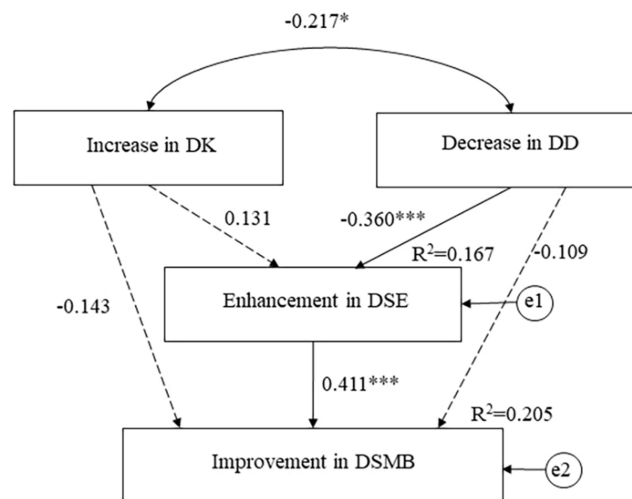 -0.217*
Increase in DK
Decrease in DD
0.131
-0.360***
R²=0.167
-0.109
Enhancement in DSE
e1
-0.143
0.411***
R²=0.205
Improvement in DSMB
e2